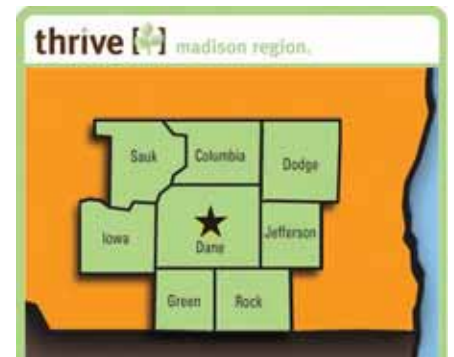 thrive [ ] madison region.
Sauk
Columbia
Dodge
Iowa
Dane
Jefferson
Green
Rock